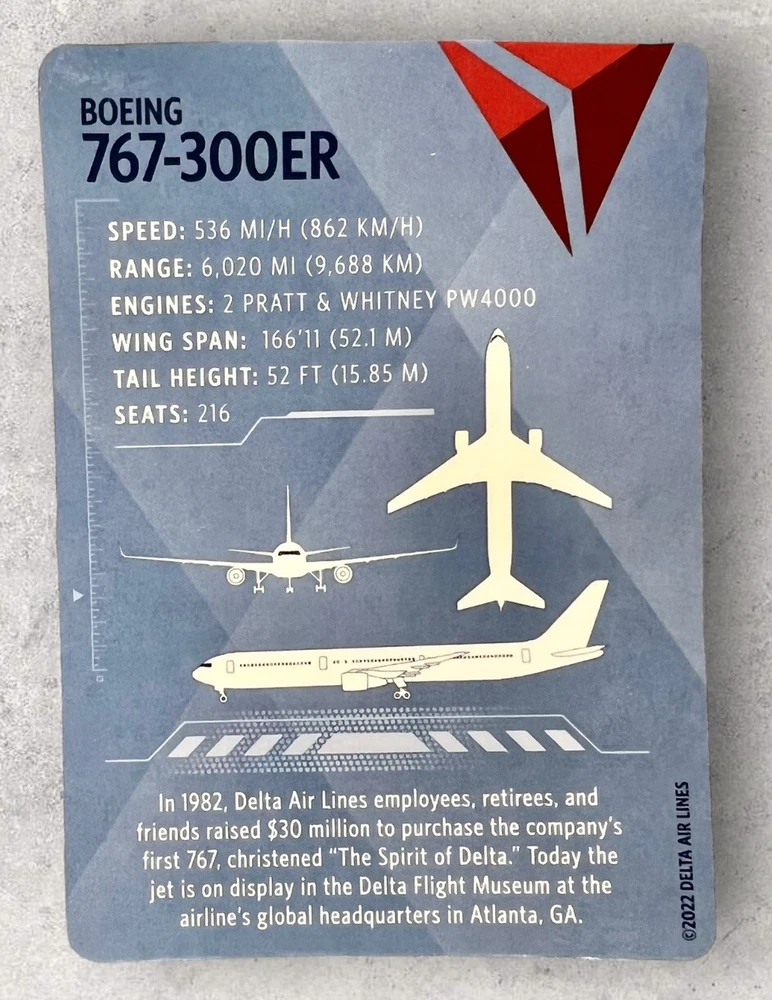 BOEING
767-300ER
SPEED: 536 MI/H (862 KM/H)
RANGE: 6,020 MI (9,688 KM)
ENGINES: 2 PRATT & WHITNEY PW4000
WING SPAN: 166'11 (52.1 M)
TAIL HEIGHT: 52 FT (15.85 M)
SEATS: 216
In 1982, Delta Air Lines employees, retirees, and
friends raised $30 million to purchase the company's
first 767, christened “The Spirit of Delta.” Today the
jet is on display in the Delta Flight Museum at the
airline's global headquarters in Atlanta, GA.
©2022 DELTA AIR LINES